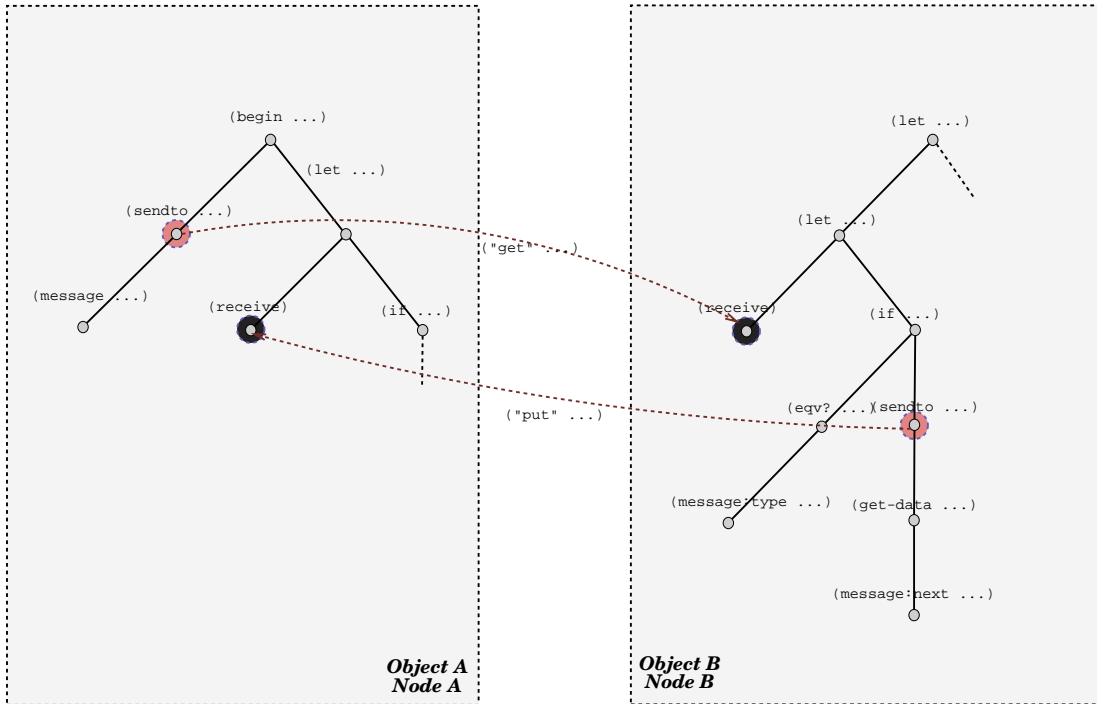 (begin ...)
(let ...)
(sendto ...)
(message ...)
(receive)
(if ...)
("get" ...)
("put" ...)
Object A
Node A
(let ...)
(let ...)
(receive)
(if ...)
(eqv? ...)
(sendto ...)
(message:type ...)
(get-data ...)
(message:next ...)
Object B
Node B